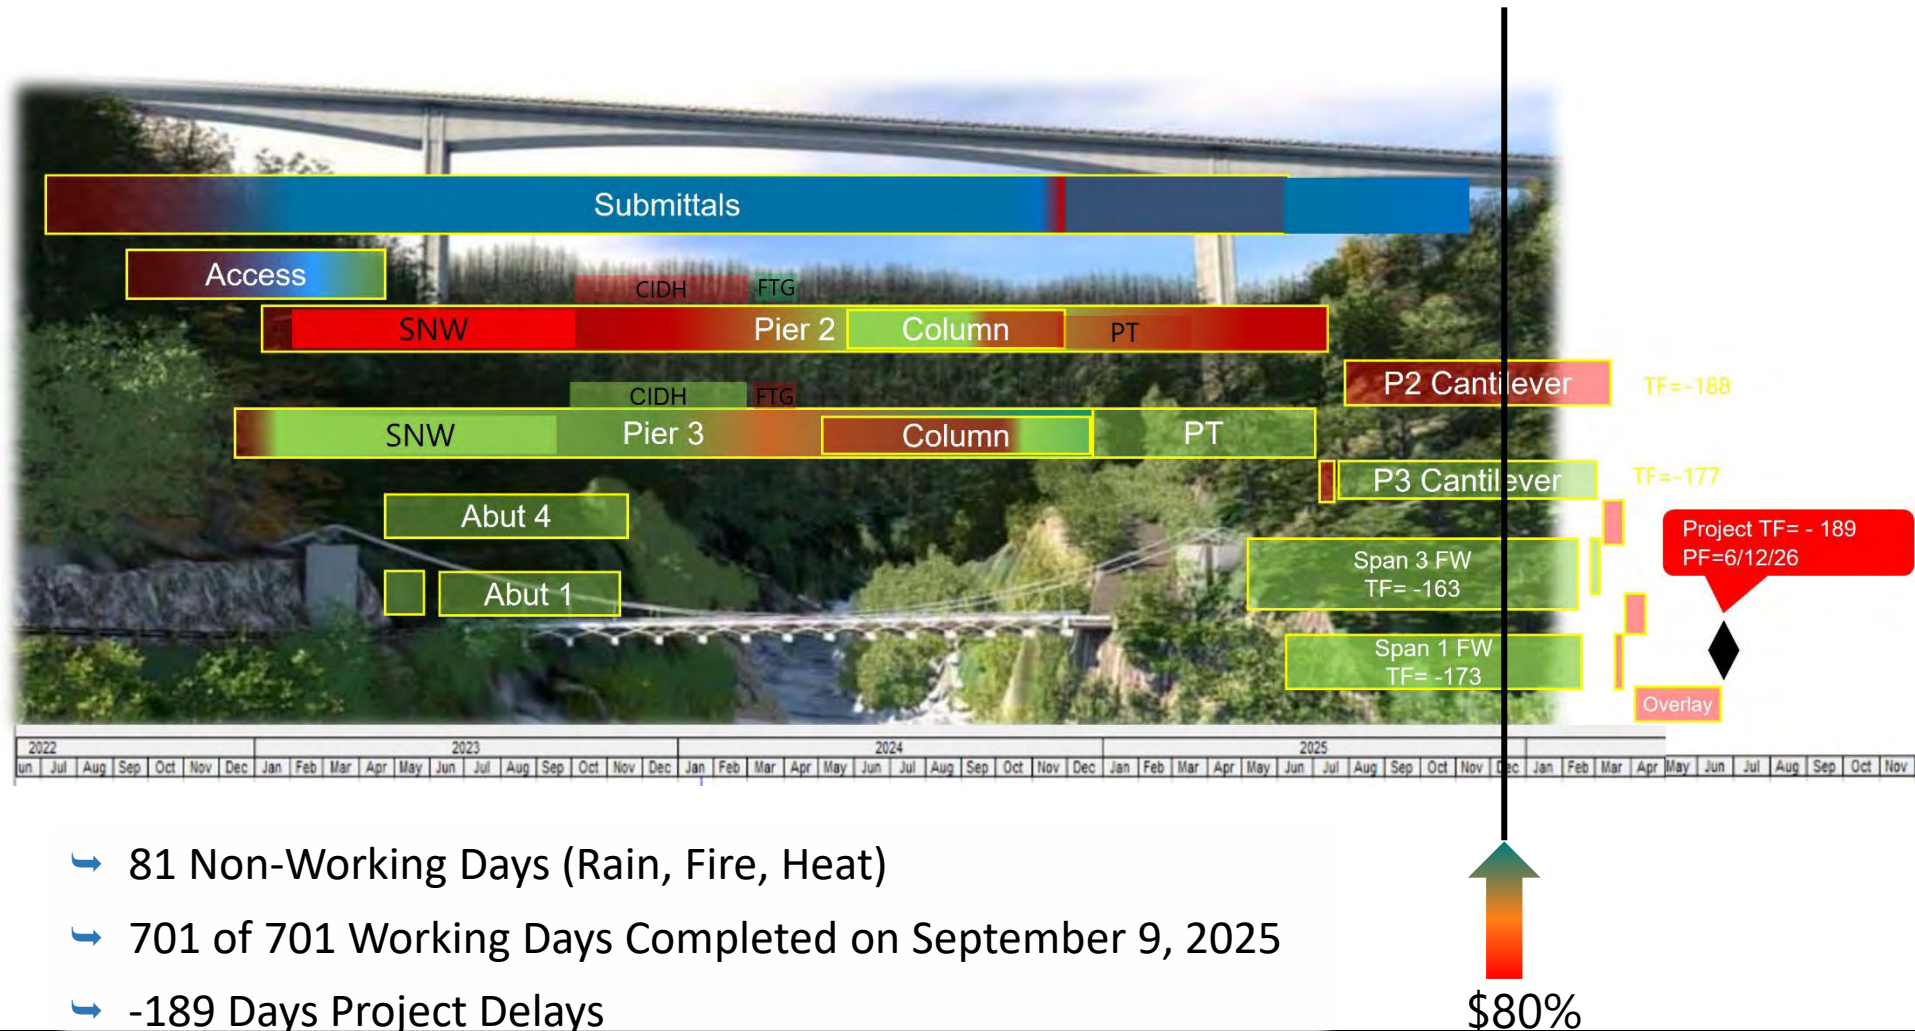 Submittals
Access
CIDH
FTG
SNW
Pier 2
Column
PT
P2 Cantilever
TF=-188
CIDH
FTG
SNW
Pier 3
Column
PT
P3 Cantilever
TF=-177
Abut 4
Project TF= - 189
PF=6/12/26
Span 3 FW
TF= -163
Abut 1
Span 1 FW
TF= -173
Overlay
2022 2023 2024 2025
un Jul Aug Sep Oct Nov Dec Jan Feb Mar Apr May Jun Jul Aug Sep Oct Nov Dec Jan Feb Mar Apr May Jun Jul Aug Sep Oct Nov Dec Jan Feb Mar Apr May Jun Jul Aug Sep Oct Nov Dec Jan Feb Mar Apr May Jun Jul Aug Sep Oct Nov
81 Non-Working Days (Rain, Fire, Heat)
701 of 701 Working Days Completed on September 9, 2025
-189 Days Project Delays
$80%